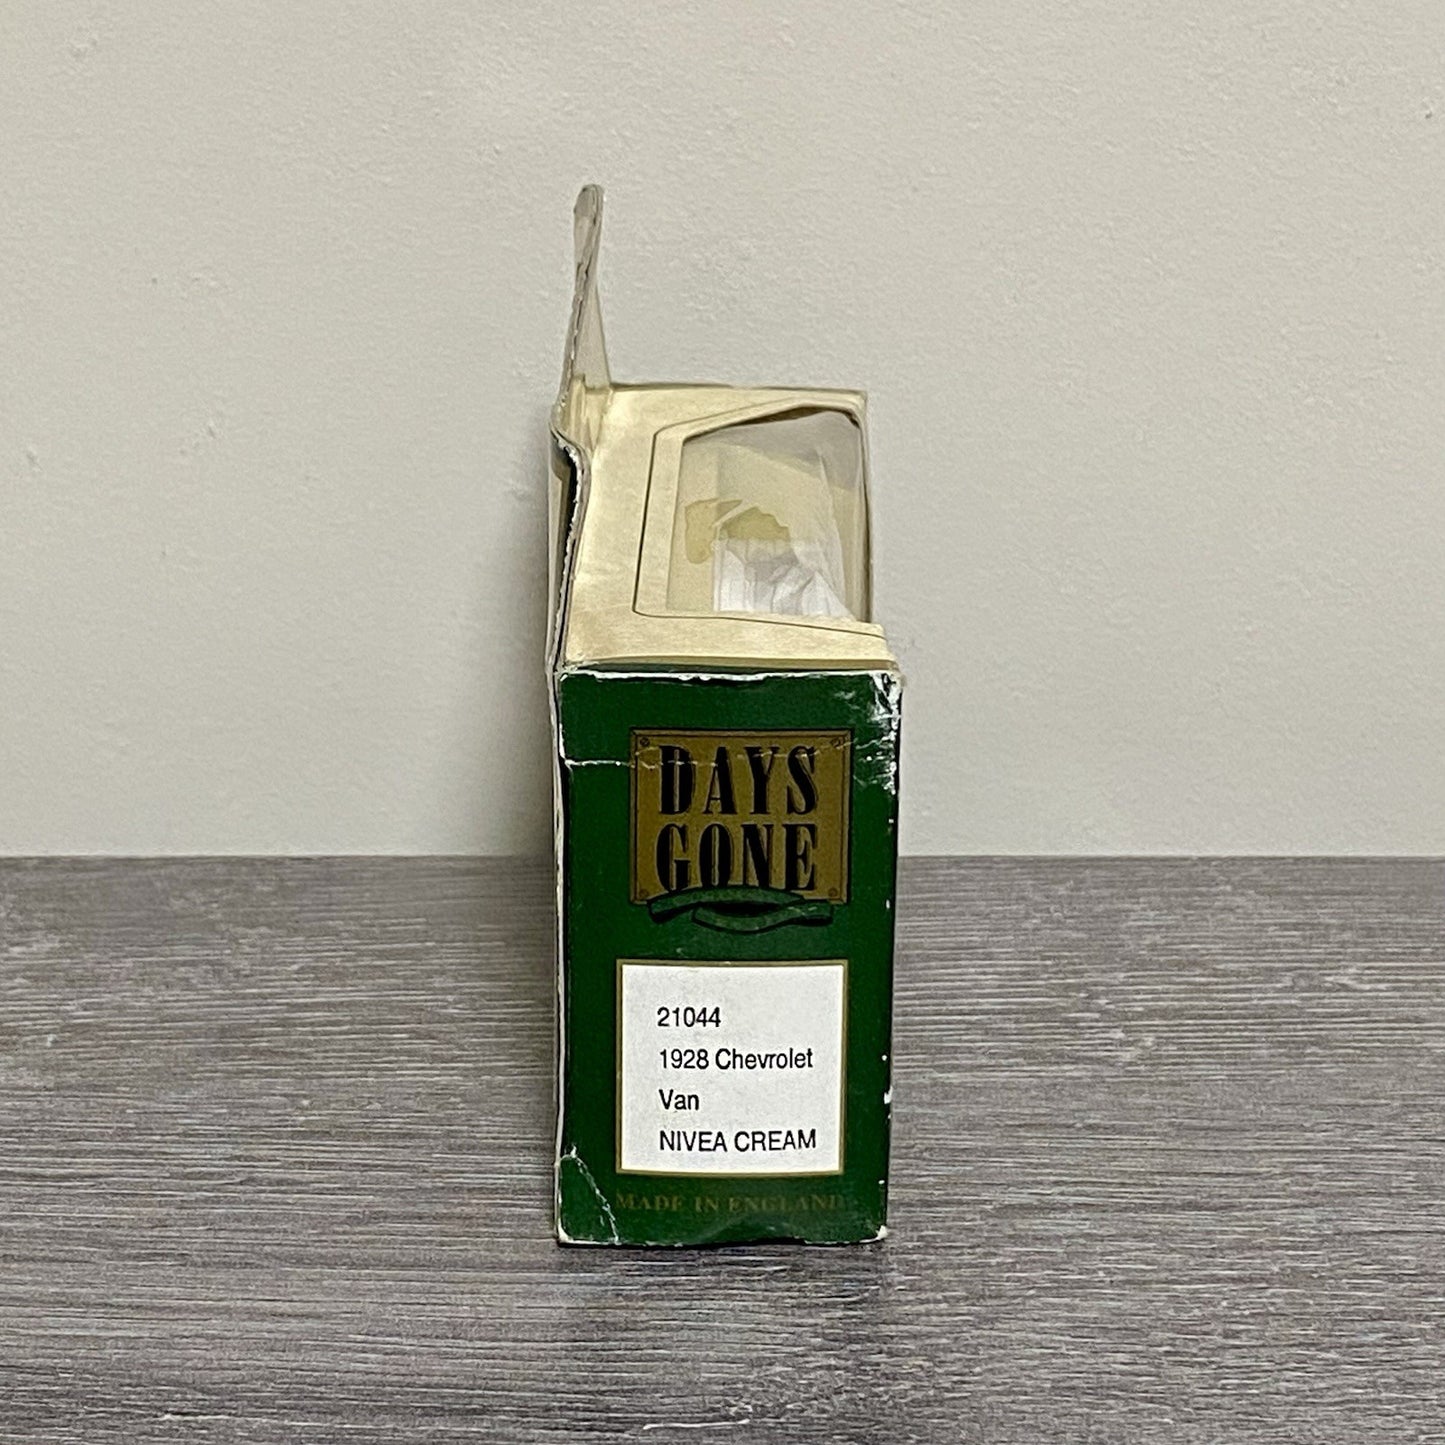 DAYS
GONE
21044
1928 Chevrolet
Van
NIVEA CREAM
MADE IN ENGLAND